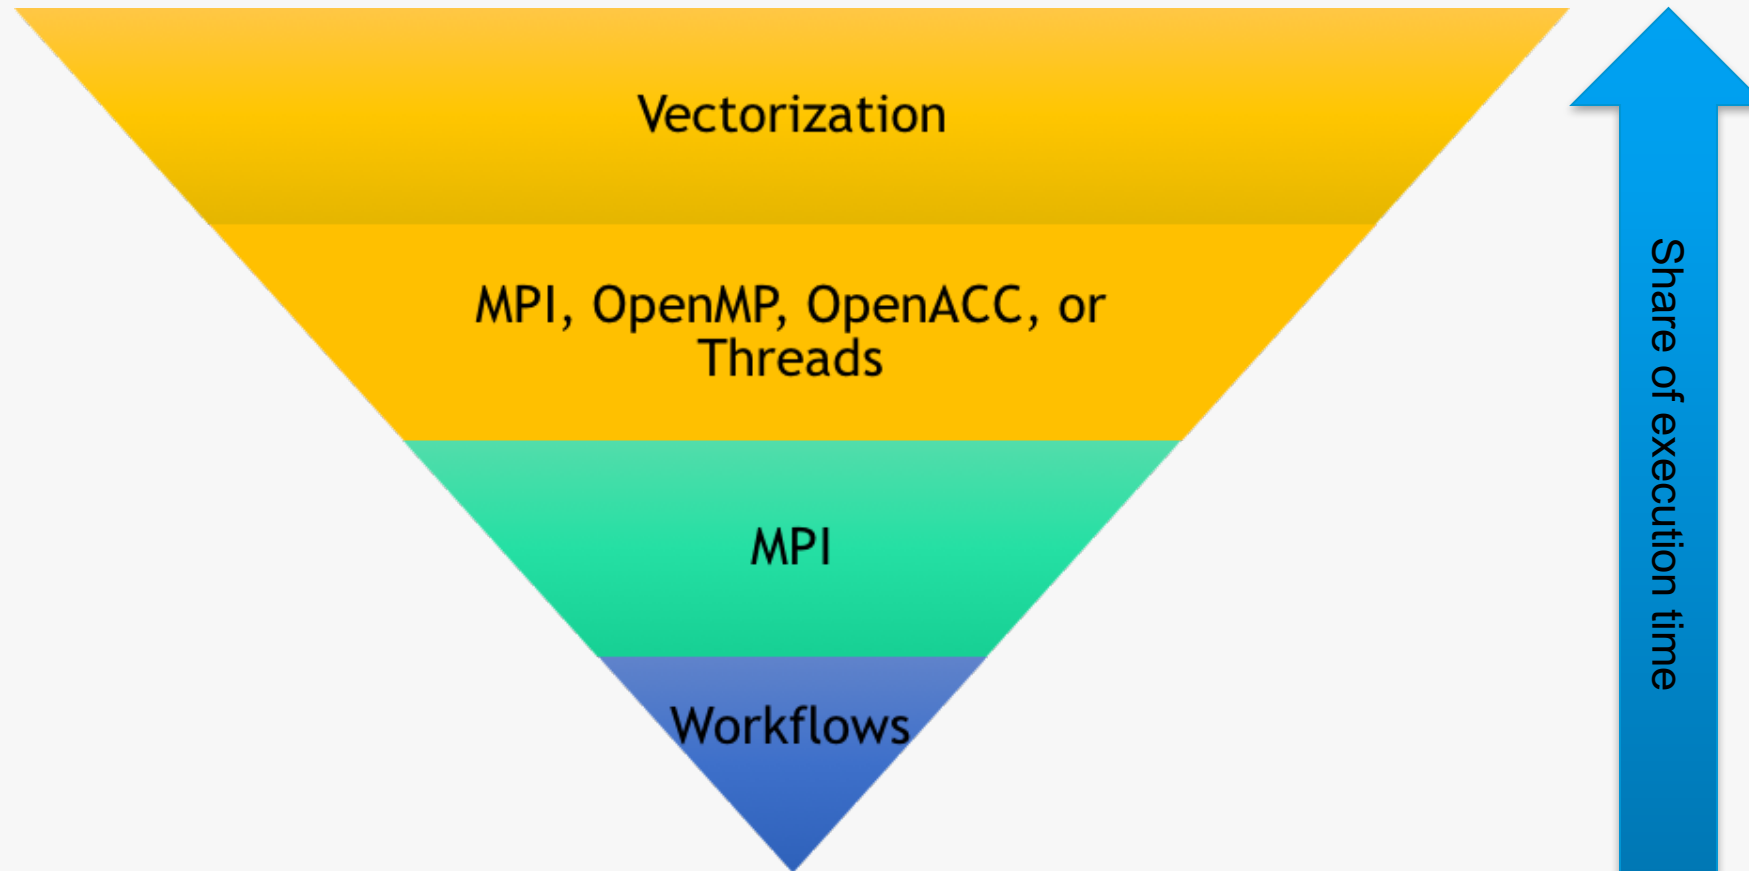 Vectorization
MPI, OpenMP, OpenACC, or
Threads
MPI
Workflows
Share of execution time